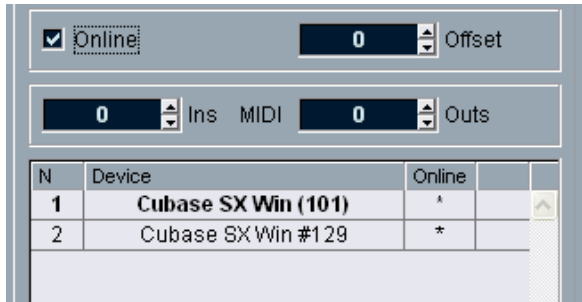 Online 0 Offset
0 Ins MIDI 0 Outs
N Device Online
1 Cubase SX Win (101) *
2 Cubase SX Win #129 *